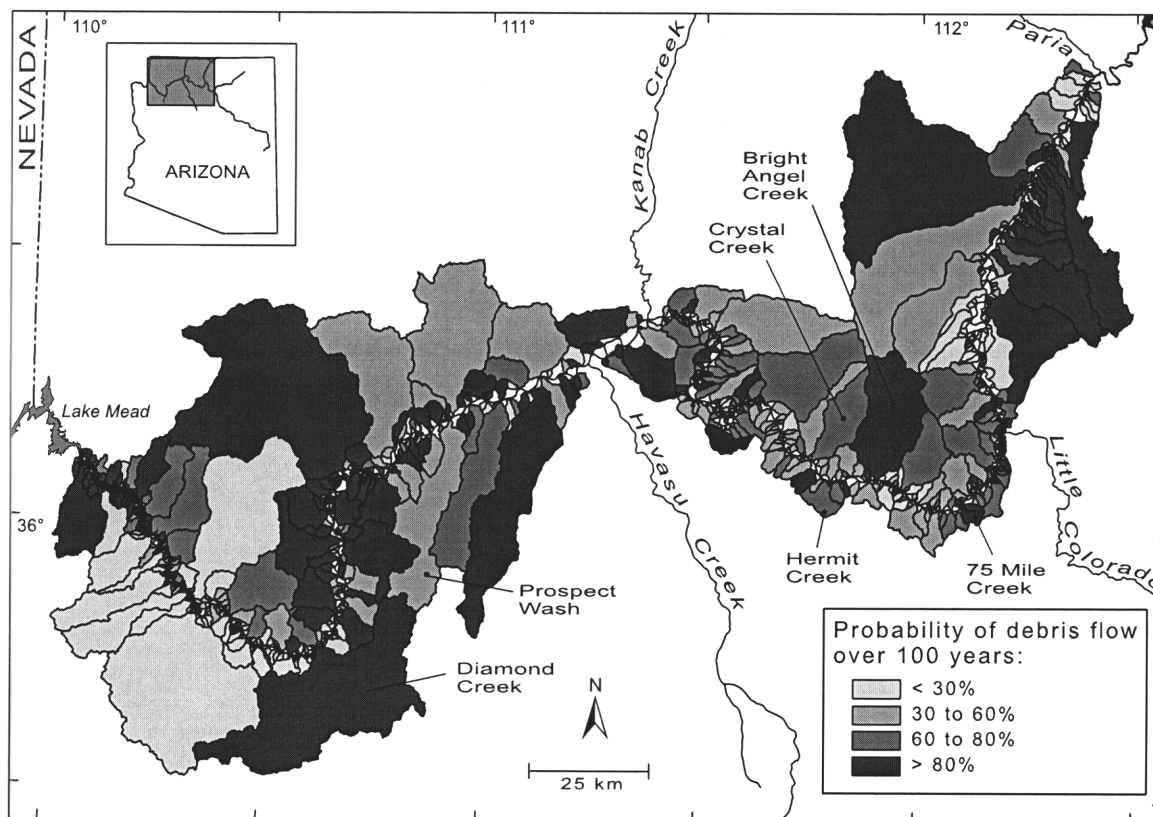 110°
111°
112°
NEVADA
ARIZONA
Kanab Creek
Paria
Bright
Angel
Creek
Crystal
Creek
Lake Mead
36°
Havasu Creek
Little
Colorado
Hermit
Creek
75 Mile
Creek
Prospect
Wash
Diamond
Creek
N
25 km
Probability of debris flow
over 100 years:
< 30%
30 to 60%
60 to 80%
> 80%